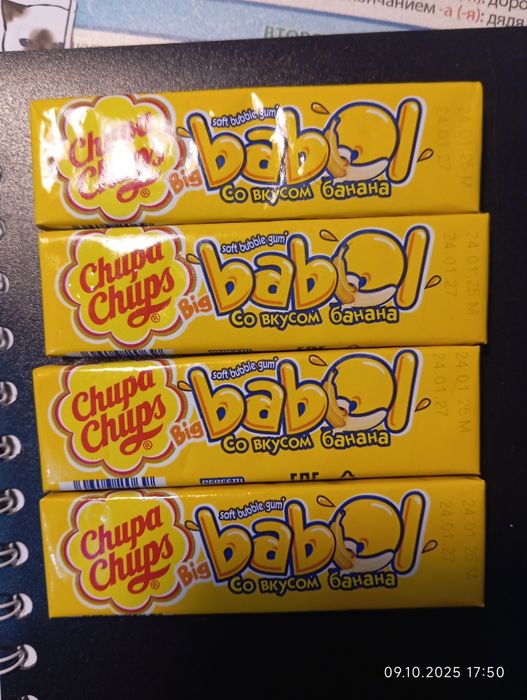 -а (-я):
Chupa
Chups®
soft bubble gum
Big babol
Со вкусом банана
24.01.27
Chupa
Chups®
soft bubble gum
Big babol
Со вкусом банана
24.01.25 M
24.01.27
Chupa
Chups®
soft bubble gum
Big babol
Со вкусом банана
24.01.25 M
24.01.27
PERFETTI
Chupa
Chups®
soft bubble gum
Big babol
Со вкусом банана
24.01.27
09.10.2025 17:50